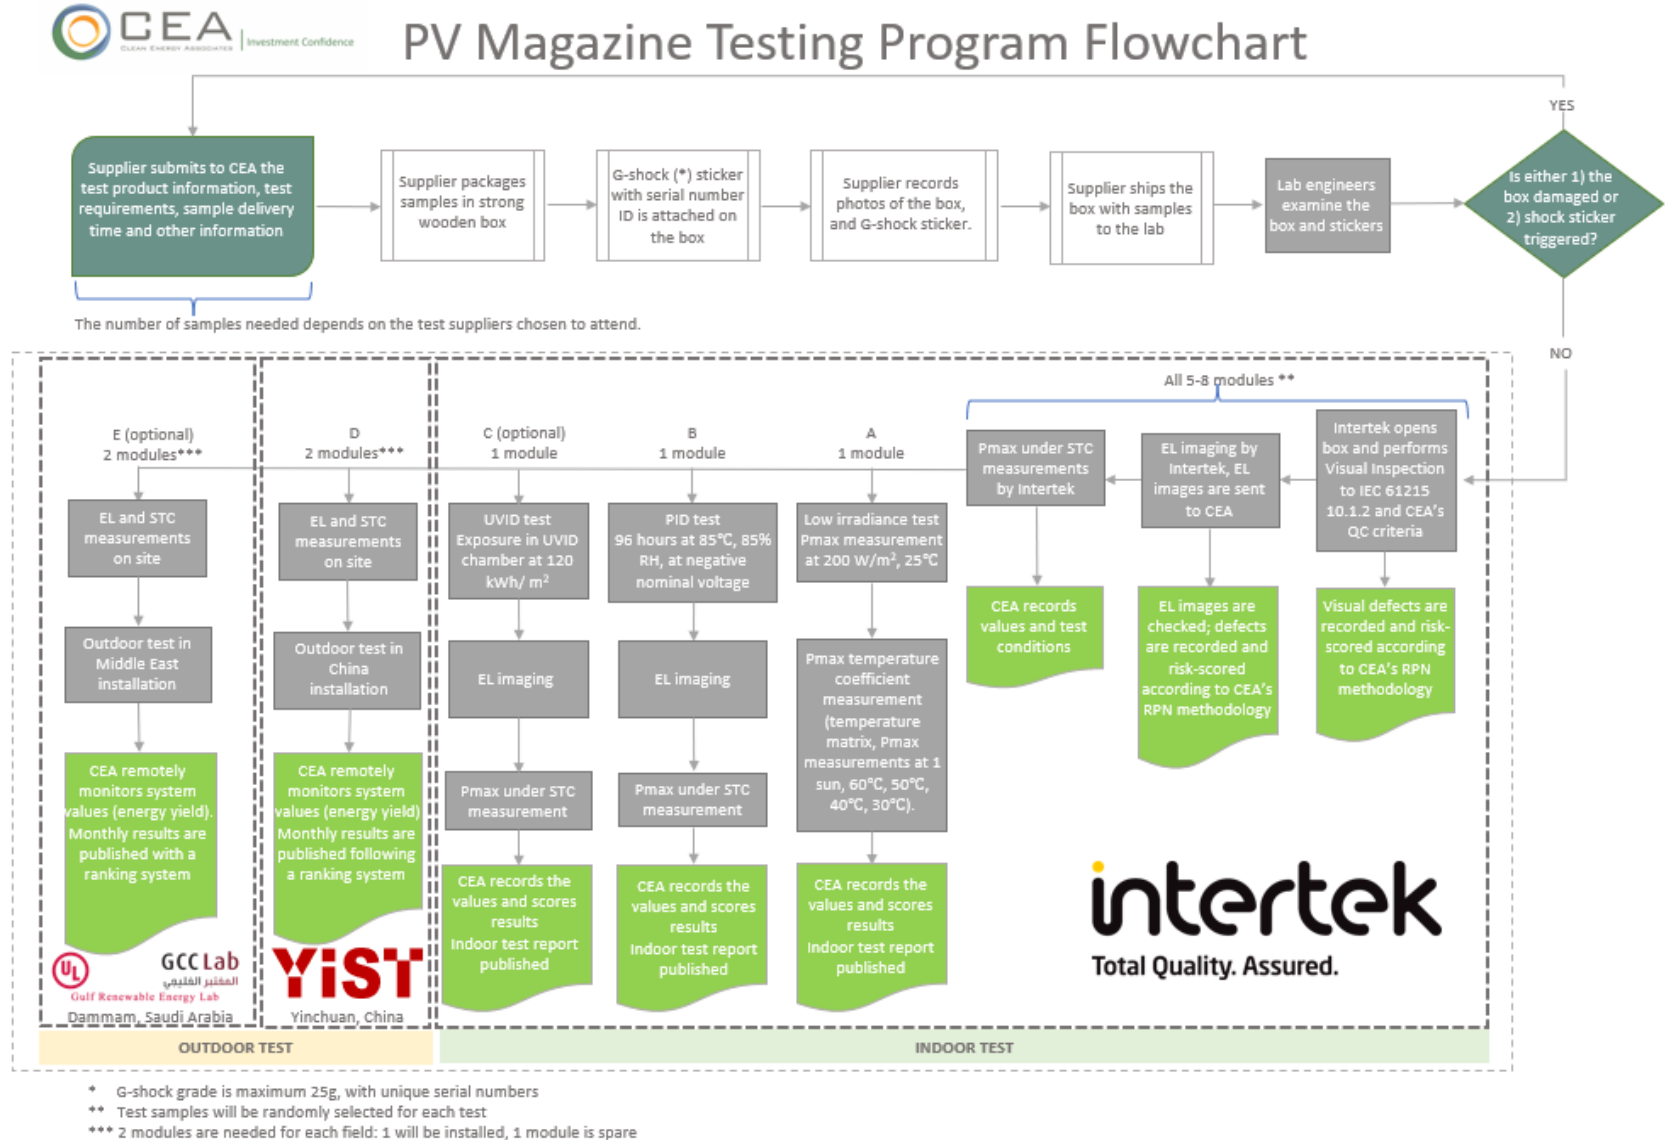 CEA
CLEAN ENERGY ASSOCIATES
Investment Confidence
PV Magazine Testing Program Flowchart
YES
Supplier submits to CEA the
test product information, test
requirements, sample delivery
time and other information
Supplier packages
samples in strong
wooden box
G-shock (*) sticker
with serial number
ID is attached on
the box
Supplier records
photos of the box,
and G-shock sticker.
Supplier ships the
box with samples
to the lab
Lab engineers
examine the
box and stickers
Is either 1) the
box damaged or
2) shock sticker
triggered?
The number of samples needed depends on the test suppliers chosen to attend.
NO
All 5-8 modules **
E (optional)
2 modules***
D
2 modules***
C (optional)
1 module
B
1 module
A
1 module
Pmax under STC
measurements
by Intertek
EL imaging by
Intertek, EL
images are sent
to CEA
Intertek opens
box and performs
Visual Inspection
to IEC 61215
10.1.2 and CEA's
QC criteria
EL and STC
measurements
on site
EL and STC
measurements
on site
UVID test
Exposure in UVID
chamber at 120
kWh/ m²
PID test
96 hours at 85°C, 85%
RH, at negative
nominal voltage
Low irradiance test
Pmax measurement
at 200 W/m², 25°C
CEA records
values and test
conditions
EL images are
checked; defects
are recorded and
risk-scored
according to CEA's
RPN methodology
Visual defects are
recorded and risk-
scored according
to CEA's RPN
methodology
Outdoor test in
Middle East
installation
Outdoor test in
China
installation
EL imaging
EL imaging
Pmax temperature
coefficient
measurement
(temperature
matrix, Pmax
measurements at 1
sun, 60°C, 50°C,
40°C, 30°C).
CEA remotely
monitors system
values (energy yield).
Monthly results are
published with a
ranking system
CEA remotely
monitors system
values (energy yield)
Monthly results are
published following
a ranking system
Pmax under STC
measurement
Pmax under STC
measurement
CEA records the
values and scores
results
Indoor test report
published
CEA records the
values and scores
results
Indoor test report
published
CEA records the
values and scores
results
Indoor test report
published
intertek
Total Quality. Assured.
UL
GCC Lab
المختبر الخليجي
Gulf Renewable Energy Lab
Dammam, Saudi Arabia
YiST
Yinchuan, China
OUTDOOR TEST
INDOOR TEST
* G-shock grade is maximum 25g, with unique serial numbers
** Test samples will be randomly selected for each test
*** 2 modules are needed for each field: 1 will be installed, 1 module is spare